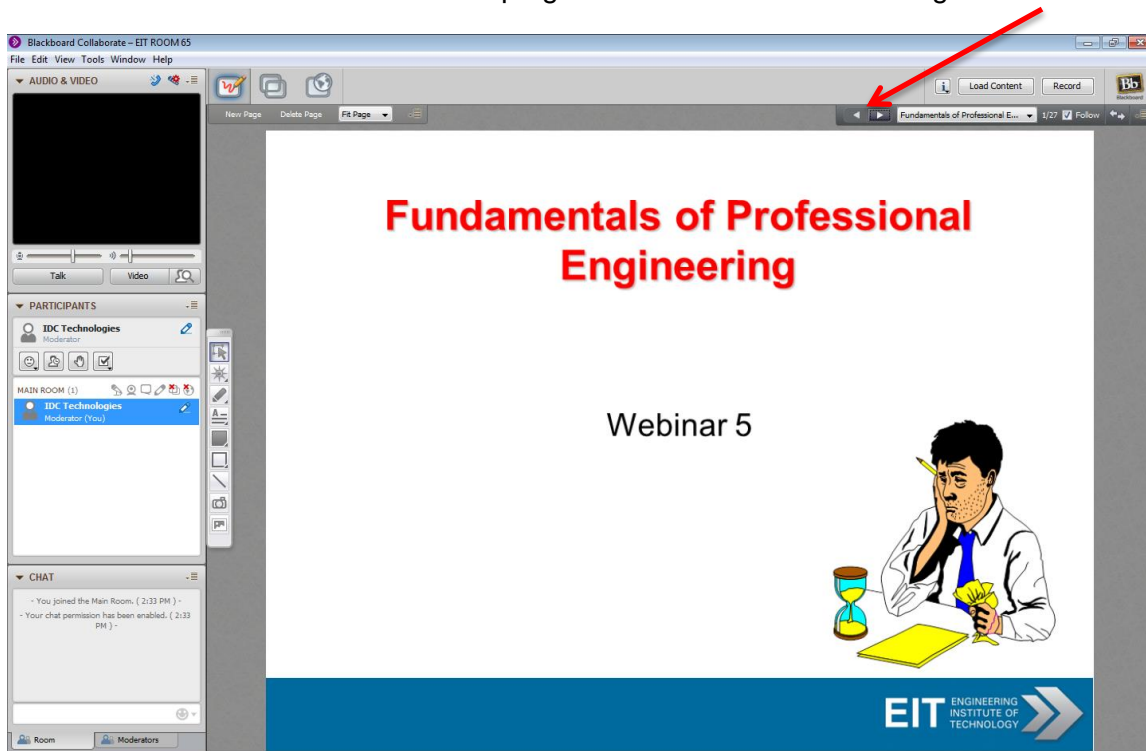 Blackboard Collaborate – EIT ROOM 65
File Edit View Tools Window Help
AUDIO & VIDEO
Load Content
Record
Bb
New Page
Delete Page
Fit Page
Fundamentals of Professional E...
1/27
Follow
Fundamentals of Professional
Engineering
Webinar 5
Talk
Video
PARTICIPANTS
IDC Technologies
Moderator
MAIN ROOM (1)
IDC Technologies
Moderator (You)
CHAT
- You joined the Main Room. ( 2:33 PM ) -
- Your chat permission has been enabled. ( 2:33
PM ) -
Room
Moderators
EIT
ENGINEERING
INSTITUTE OF
TECHNOLOGY